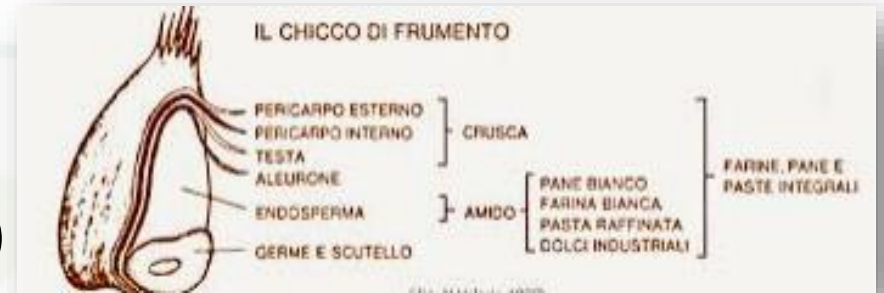 IL CHICCO DI FRUMENTO
PERICARPO ESTERNO
PERICARPO INTERNO
TESTA
ALEURONE
ENDOSPERMA
GERME E SCUTELLO
CRUSCA
AMIDO
PANE BIANCO
FARINA BIANCA
PASTA RAFFINATA
DOLCI INDUSTRIALI
FARINE, PANE E
PASTE INTEGRALI
)